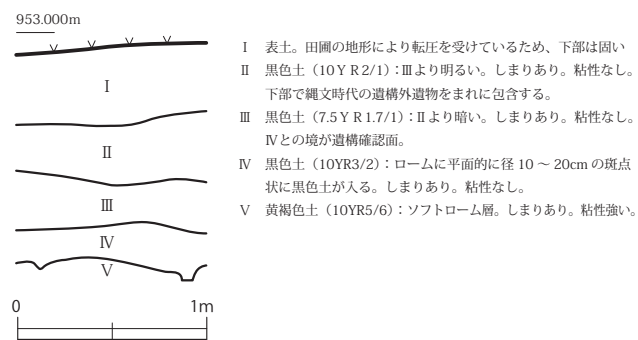 953.000m
Ⅰ 表土。田圃の地形により転圧を受けているため、下部は固い
Ⅱ 黒色土（10ＹＲ2/1）：Ⅲより明るい。しまりあり。粘性なし。
下部で縄文時代の遺構外遺物をまれに包含する。
Ⅲ 黒色土（7.5ＹＲ1.7/1）：Ⅱより暗い。しまりあり。粘性なし。
Ⅳとの境が遺構確認面。
Ⅳ 黒色土（10YR3/2）：ロームに平面的に径 10 ～ 20cm の斑点
状に黒色土が入る。しまりあり。粘性なし。
Ⅴ 黄褐色土（10YR5/6）：ソフトローム層。しまりあり。粘性強い。
Ⅰ
Ⅱ
Ⅲ
Ⅳ
Ⅴ
0 1m